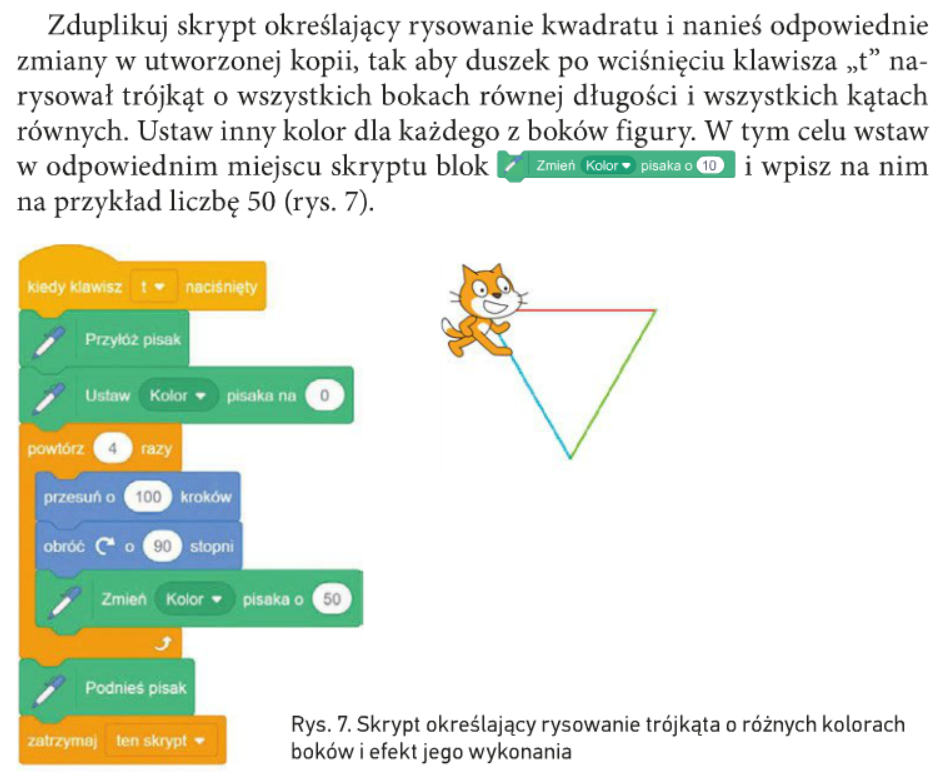 Zduplikuj skrypt określający rysowanie kwadratu i nanieś odpowiednie
zmiany w utworzonej kopii, tak aby duszek po wciśnięciu klawisza „t” na-
rysował trójkąt o wszystkich bokach równej długości i wszystkich kątach
równych. Ustaw inny kolor dla każdego z boków figury. W tym celu wstaw
w odpowiednim miejscu skryptu blok Zmień Kolor pisaka o 10 i wpisz na nim
na przykład liczbę 50 (rys. 7).
kiedy klawisz t naciśnięty
Przyłóż pisak
Ustaw Kolor pisaka na 0
powtórz 4 razy
przesuń o 100 kroków
obróć o 90 stopni
Zmień Kolor pisaka o 50
Podnieś pisak
zatrzymaj ten skrypt
Rys. 7. Skrypt określający rysowanie trójkąta o różnych kolorach
boków i efekt jego wykonania